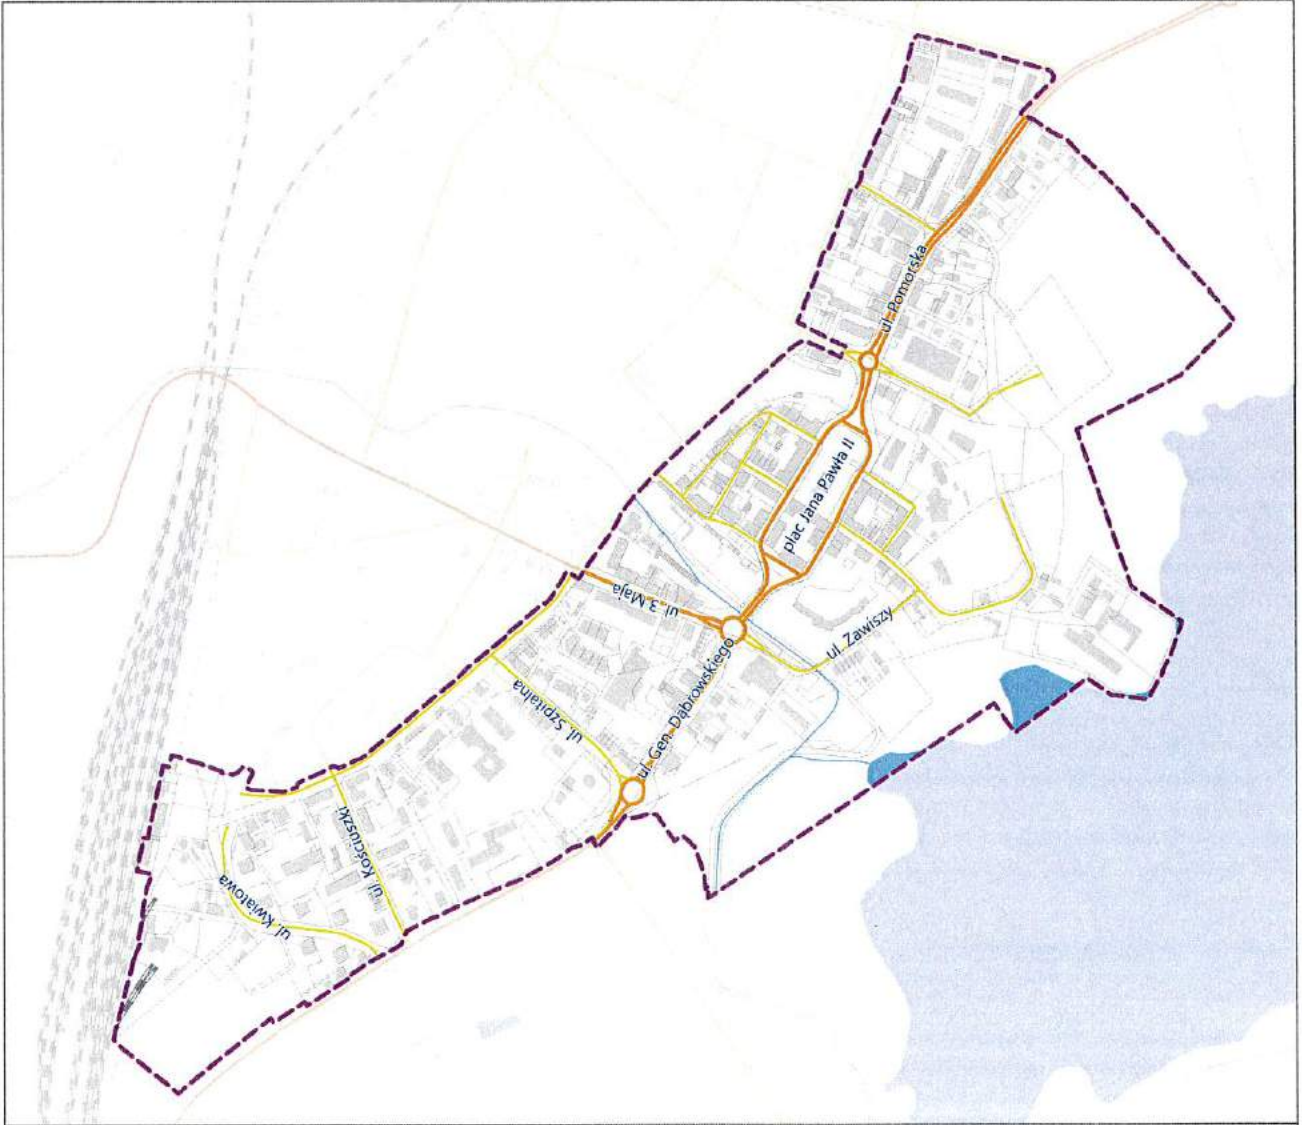 ul. Pomorska
plac Jana Pawła II
ul. 3 Maja
ul. Zawiszy
ul. Gen. Dąbrowskiego
ul. Szpitalna
ul. Kościuszki
ul. Kwiatowa